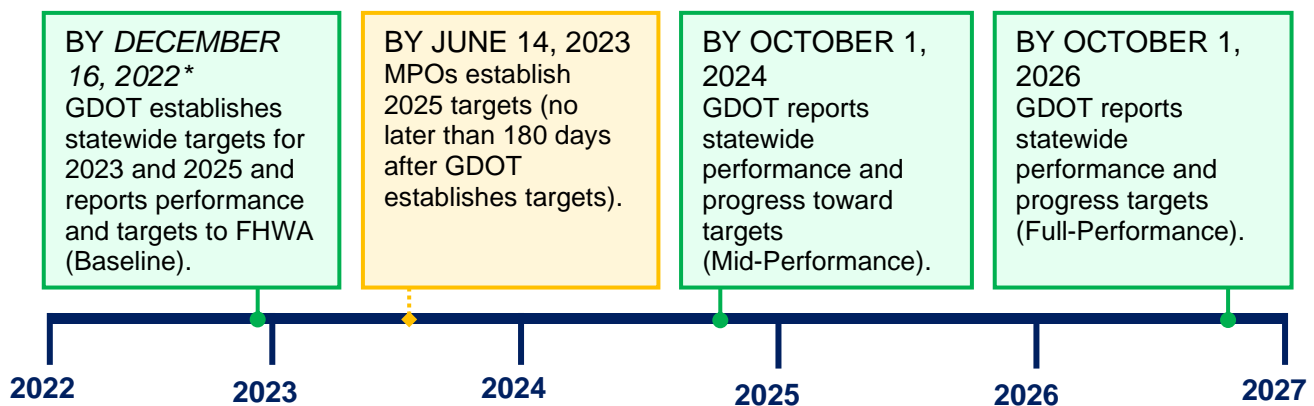 BY DECEMBER
16, 2022*
GDOT establishes
statewide targets for
2023 and 2025 and
reports performance
and targets to FHWA
(Baseline).
BY JUNE 14, 2023
MPOs establish
2025 targets (no
later than 180 days
after GDOT
establishes targets).
BY OCTOBER 1,
2024
GDOT reports
statewide
performance and
progress toward
targets
(Mid-Performance).
BY OCTOBER 1,
2026
GDOT reports
statewide
performance and
progress targets
(Full-Performance).
2022
2023
2024
2025
2026
2027